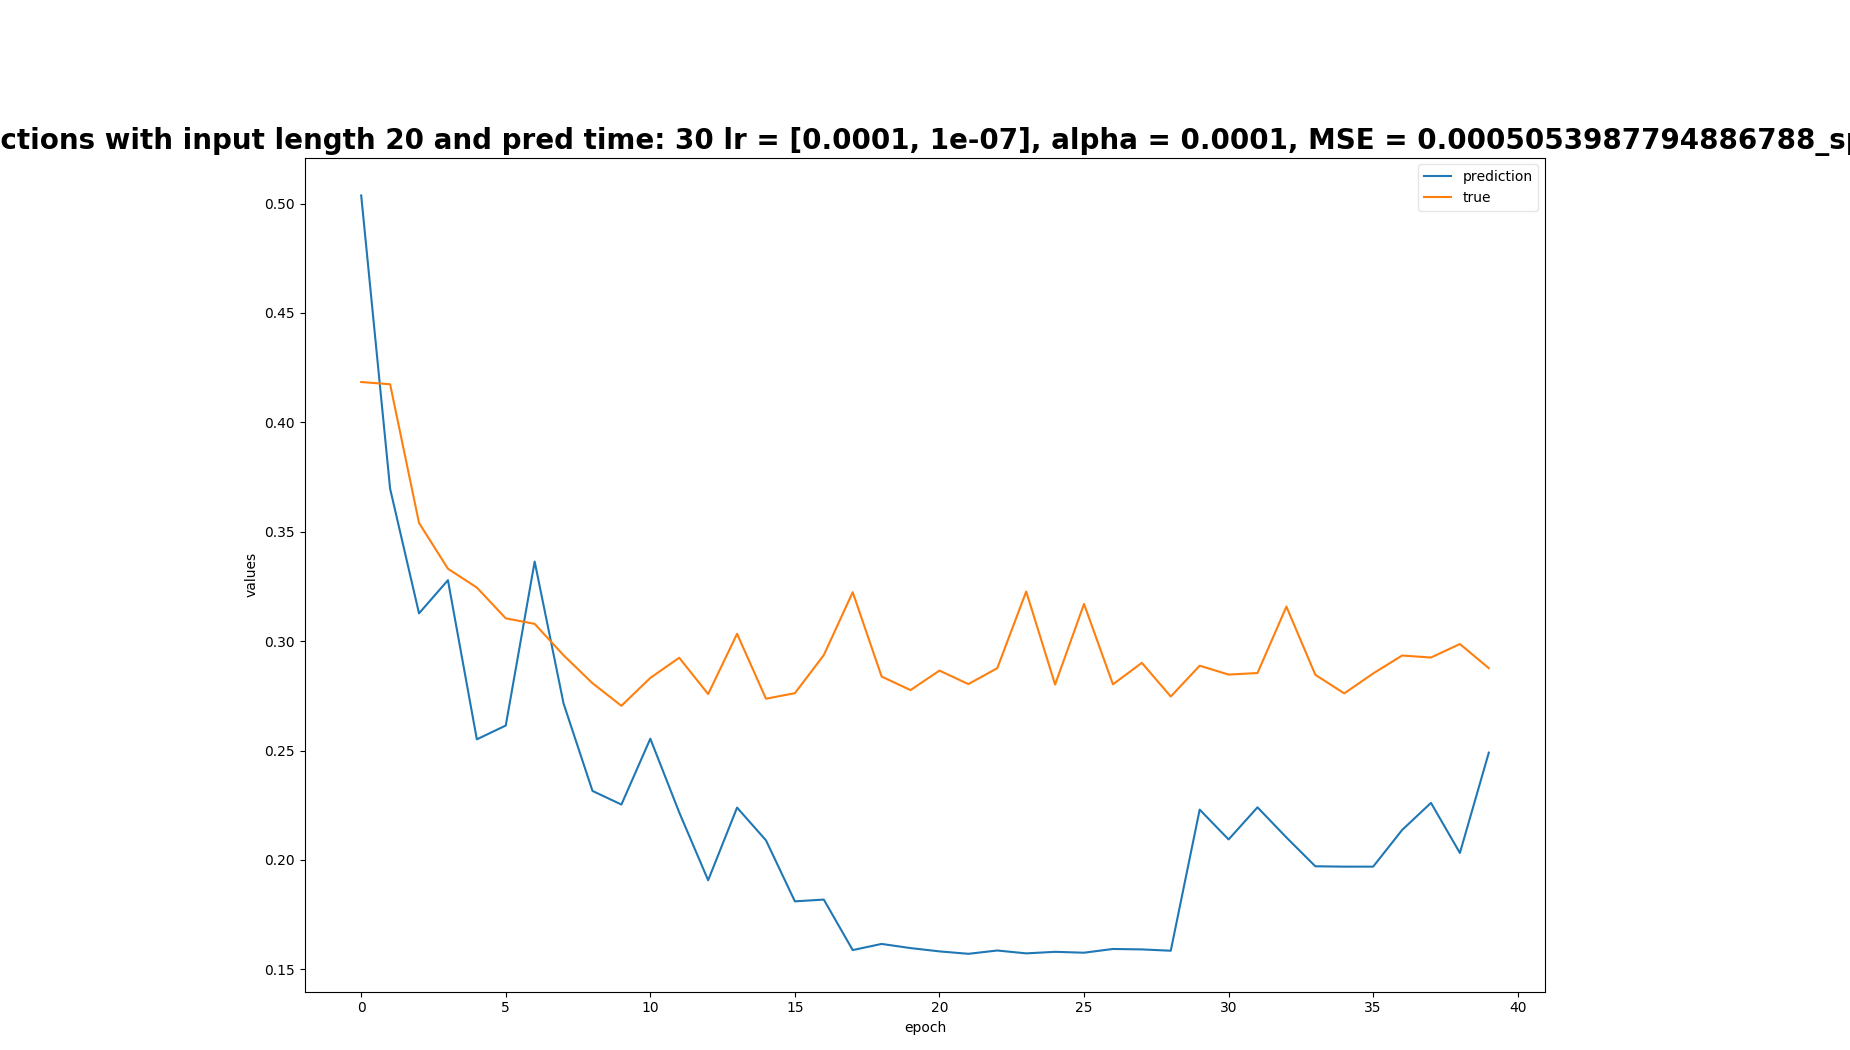 ctions with input length 20 and pred time: 30 lr = [0.0001, 1e-07], alpha = 0.0001, MSE = 0.0005053987794886788_sp
prediction
true
0.50
0.45
0.40
0.35
0.30
0.25
0.20
0.15
values
0 5 10 15 20 25 30 35 40
epoch